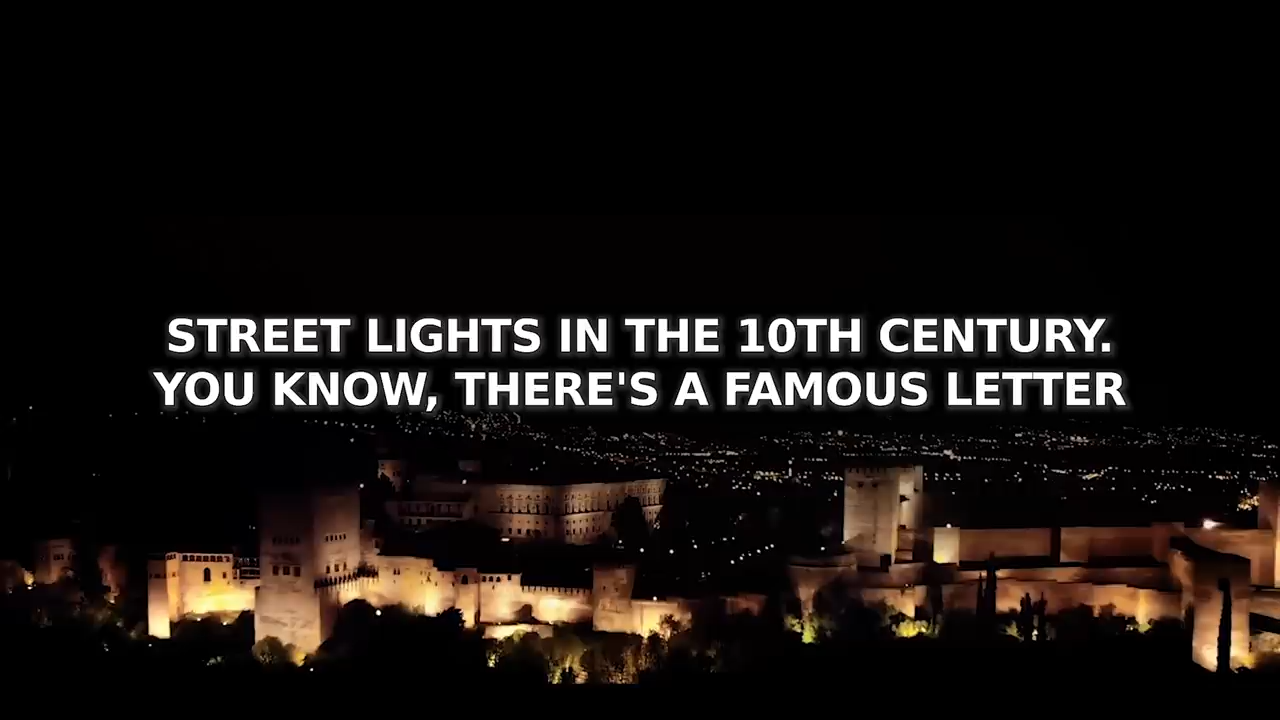 STREET LIGHTS IN THE 10TH CENTURY.
YOU KNOW, THERE'S A FAMOUS LETTER